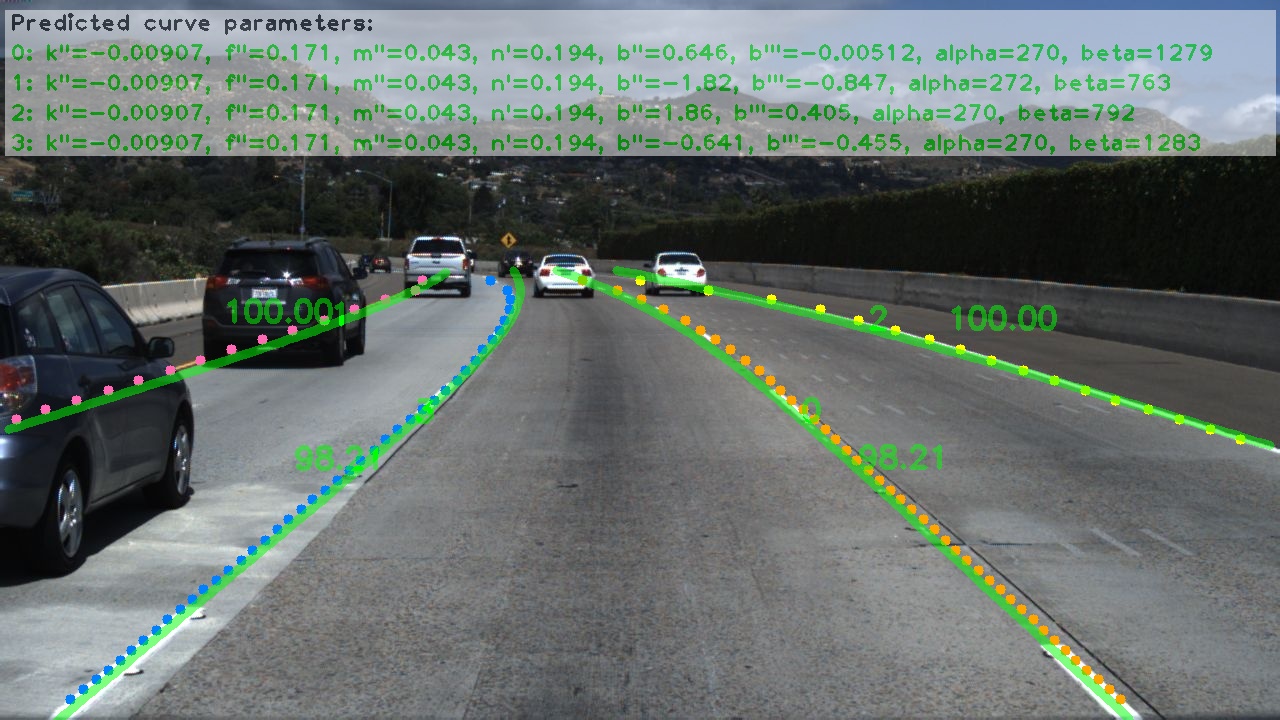 Predicted curve parameters:
0: k"=-0.00907, f"=0.171, m"=0.043, n'=0.194, b"=0.646, b'''=-0.00512, alpha=270, beta=1279
1: k"=-0.00907, f"=0.171, m"=0.043, n'=0.194, b"=-1.82, b'''=-0.847, alpha=272, beta=763
2: k"=-0.00907, f"=0.171, m"=0.043, n'=0.194, b"=1.86, b'''=0.405, alpha=270, beta=792
3: k"=-0.00907, f"=0.171, m"=0.043, n'=0.194, b"=-0.641, b'''=-0.455, alpha=270, beta=1283
100.00 1
2 100.00
0
98.21
98.21